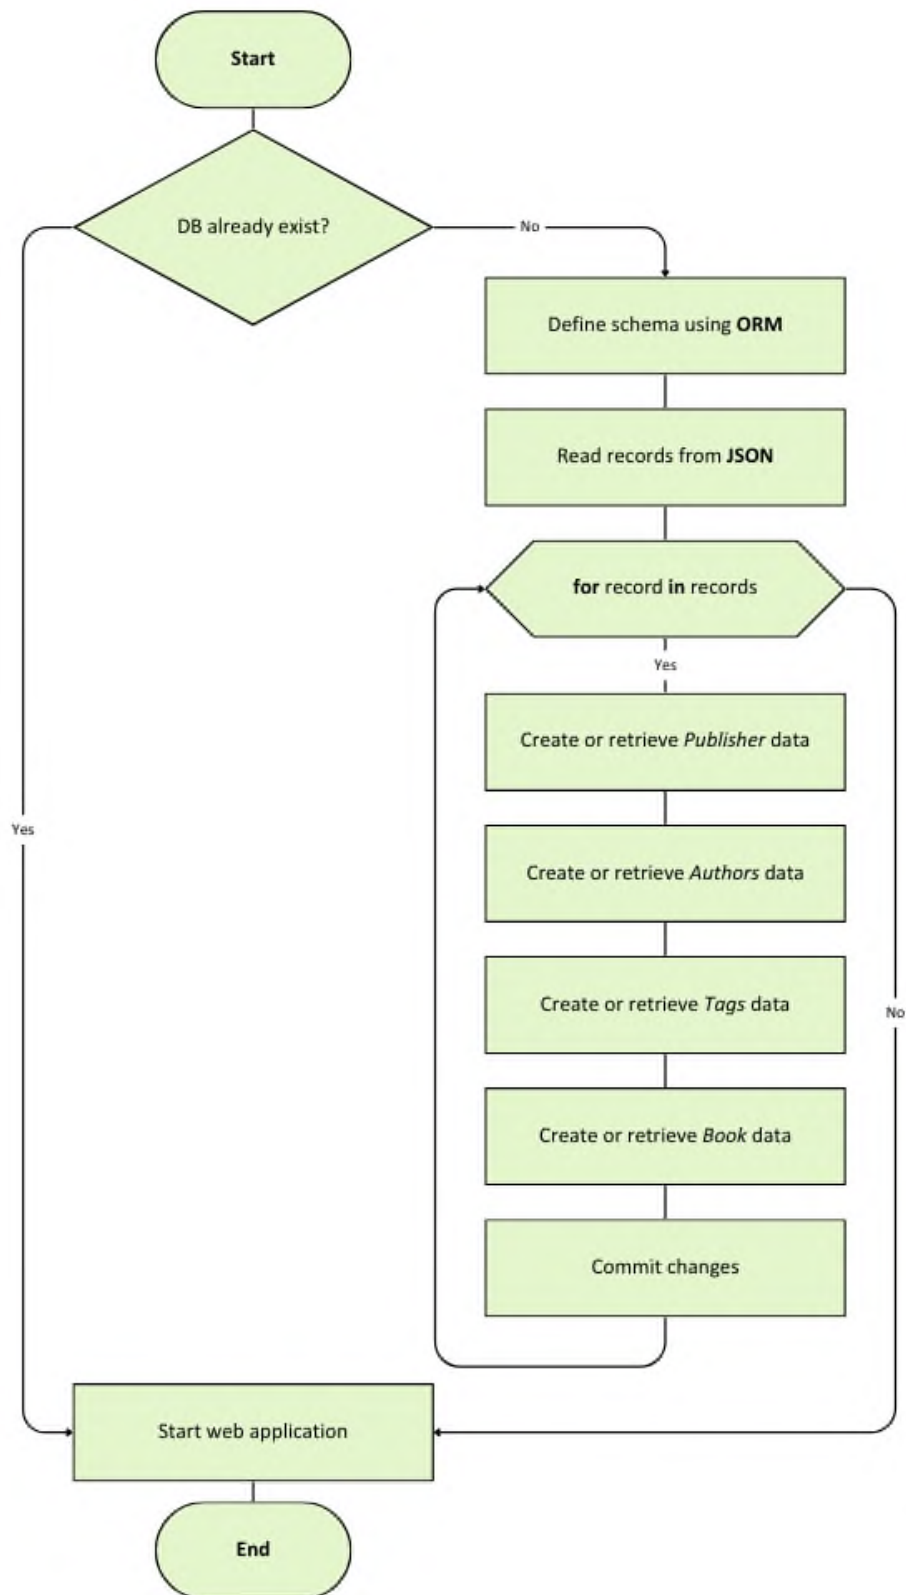 Start
DB already exist?
No
Define schema using ORM
Read records from JSON
for record in records
Yes
Create or retrieve Publisher data
Yes
Create or retrieve Authors data
Create or retrieve Tags data
No
Create or retrieve Book data
Commit changes
Start web application
End